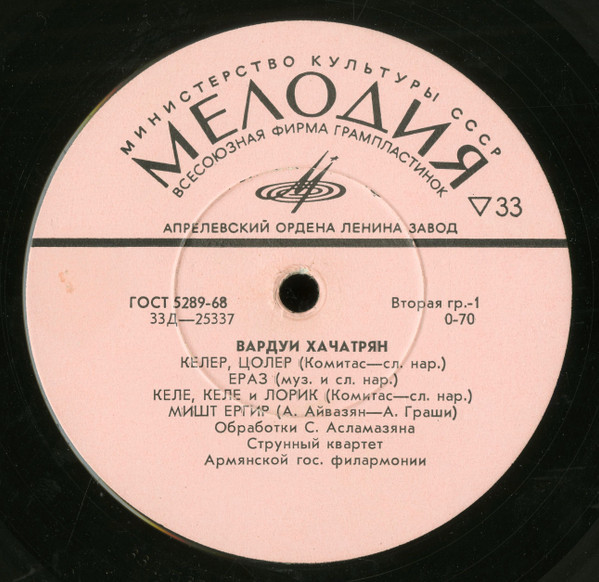 МИНИСТЕРСТВО КУЛЬТУРЫ СССР
МЕЛОДИЯ
ВСЕСОЮЗНАЯ ФИРМА ГРАМПЛАСТИНОК
▽33
АПРЕЛЕВСКИЙ ОРДЕНА ЛЕНИНА ЗАВОД
ГОСТ 5289-68 Вторая гр.-1
33Д—25337 0-70
ВАРДУИ ХАЧАТРЯН
КЕЛЕР, ЦОЛЕР (Комитас—сл. нар.)
ЕРАЗ (муз. и сл. нар.)
КЕЛЕ, КЕЛЕ и ЛОРИК (Комитас—сл. нар.)
МИШТ ЕРГИР (А. Айвазян—А. Граши)
Обработки С. Асламазяна
Струнный квартет
Армянской гос. филармонии